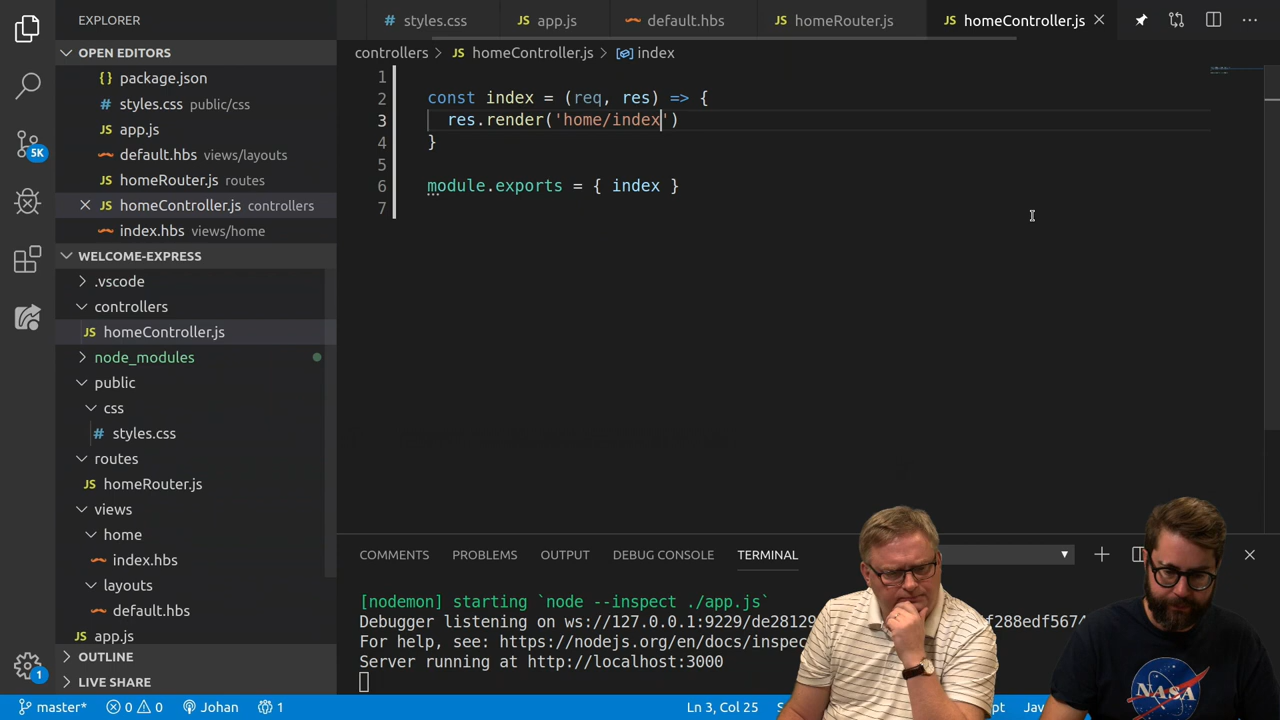 EXPLORER
styles.css
app.js
default.hbs
homeRouter.js
homeController.js
OPEN EDITORS
package.json
styles.css public/css
app.js
default.hbs views/layouts
homeRouter.js routes
homeController.js controllers
index.hbs views/home
WELCOME-EXPRESS
.vscode
controllers
homeController.js
node_modules
public
css
styles.css
routes
homeRouter.js
views
home
index.hbs
layouts
default.hbs
app.js
OUTLINE
LIVE SHARE
5K
1
controllers > JS homeController.js > index
1
2 const index = (req, res) => {
3 res.render('home/index')
4 }
5
6 module.exports = { index }
7
COMMENTS PROBLEMS OUTPUT DEBUG CONSOLE TERMINAL
[nodemon] starting `node --inspect ./app.js`
Debugger listening on ws://127.0.0.1:9229/de28129 f288edf5674
For help, see: https://nodejs.org/en/docs/inspec
Server running at http://localhost:3000
NASA
master* 0 0 Johan 1 Ln 3, Col 25